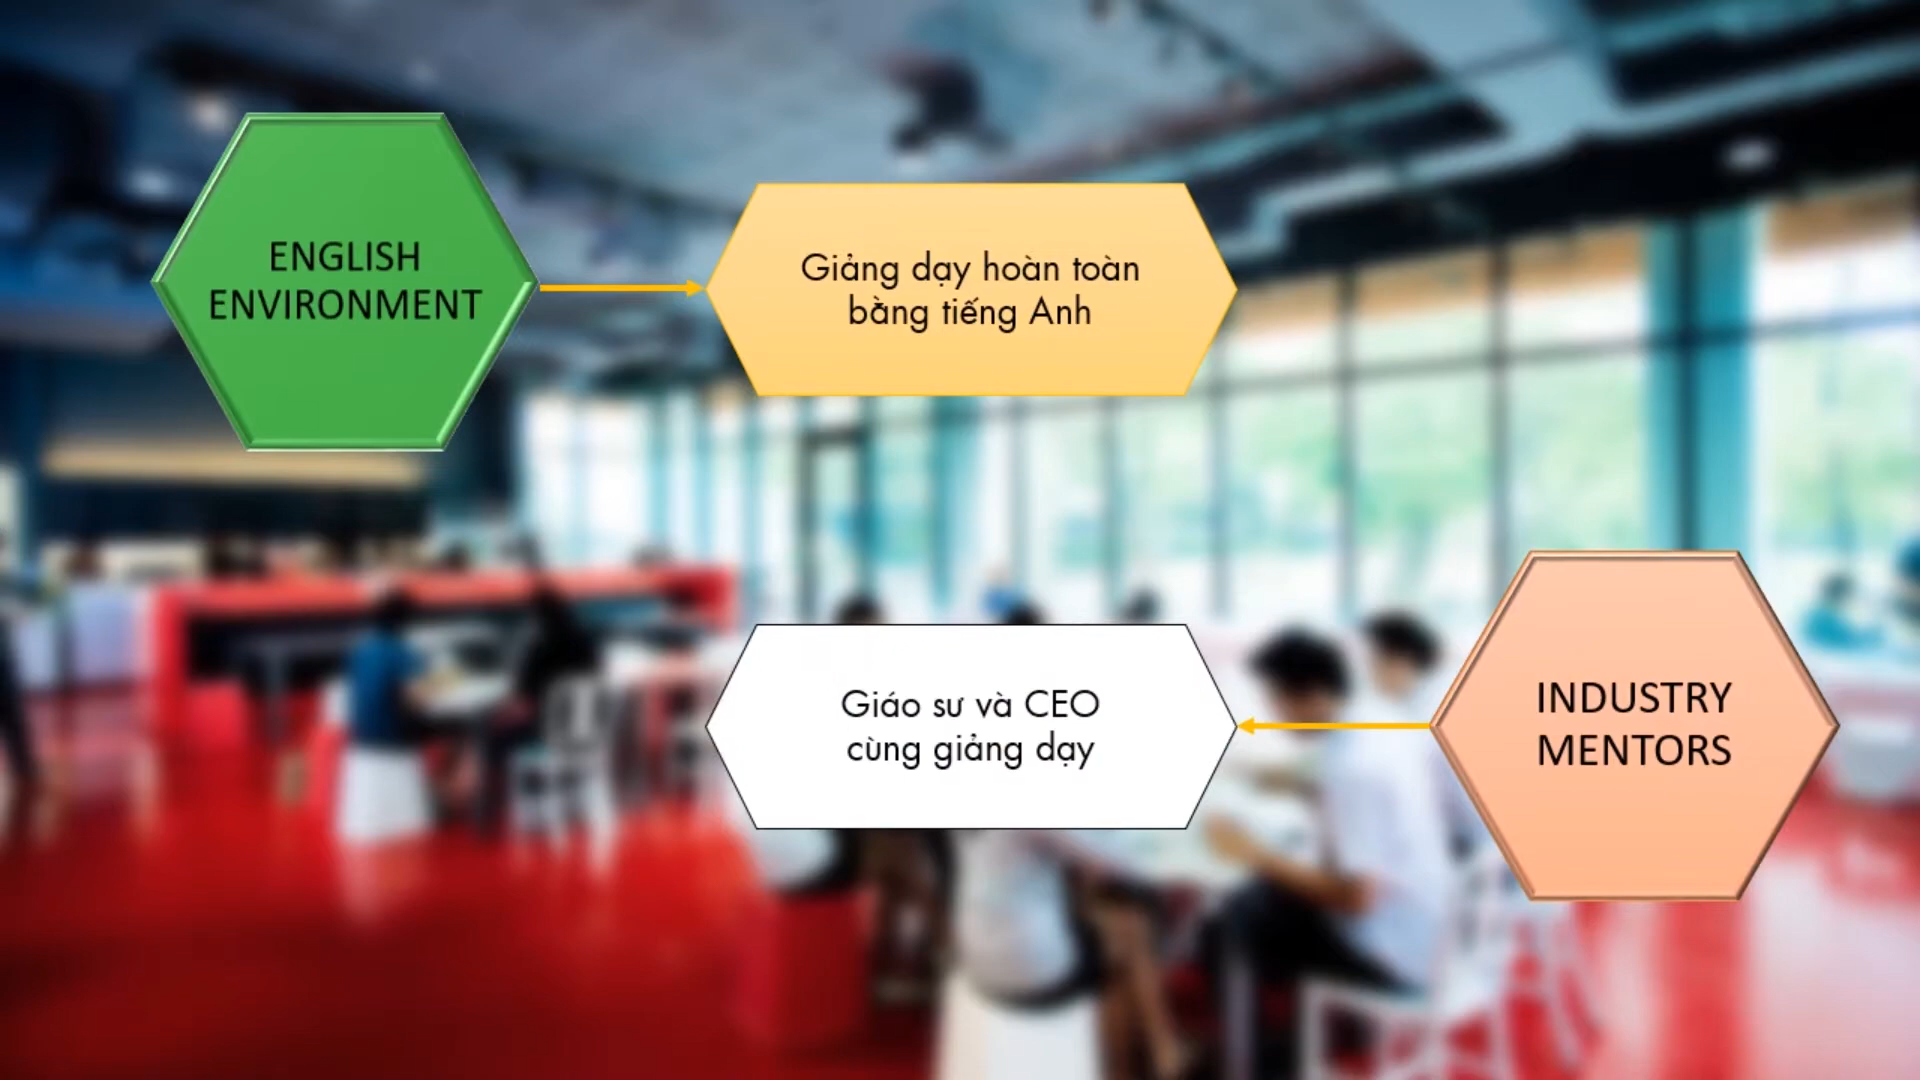 ENGLISH
ENVIRONMENT
Giảng dạy hoàn toàn
bằng tiếng Anh
Giáo sư và CEO
cùng giảng dạy
INDUSTRY
MENTORS